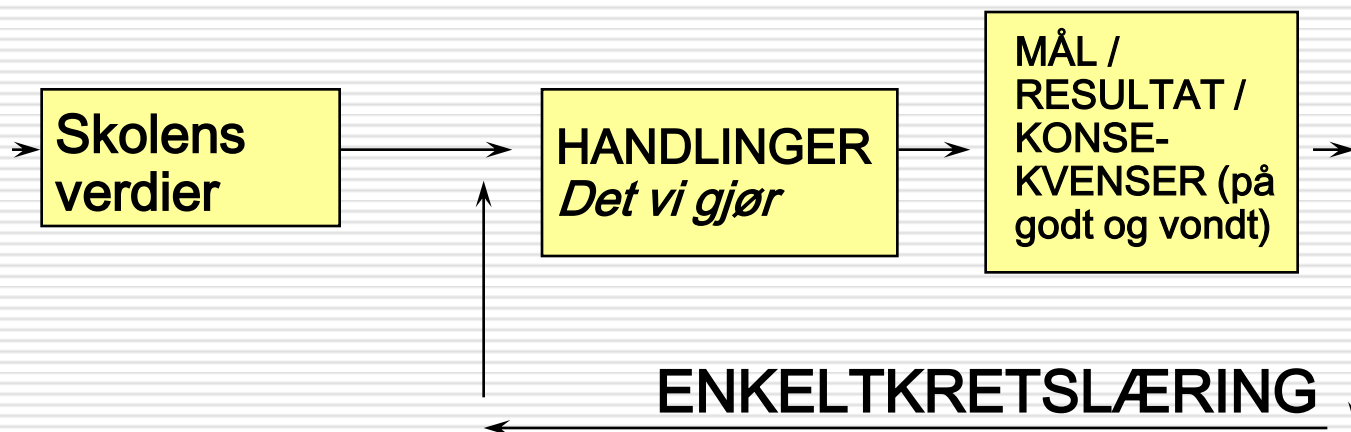 Skolens
verdier
HANDLINGER
Det vi gjør
MÅL /
RESULTAT /
KONSE-
KVENSER (på
godt og vondt)
ENKELTKRETSLÆRING